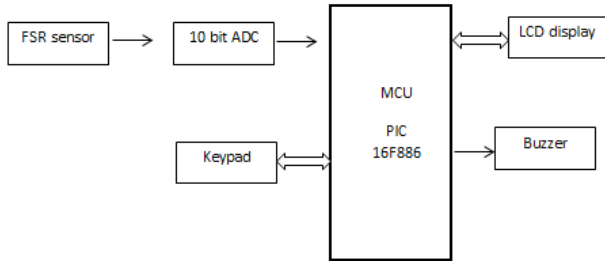 FSR sensor
10 bit ADC
LCD display
MCU
PIC
16F886
Keypad
Buzzer